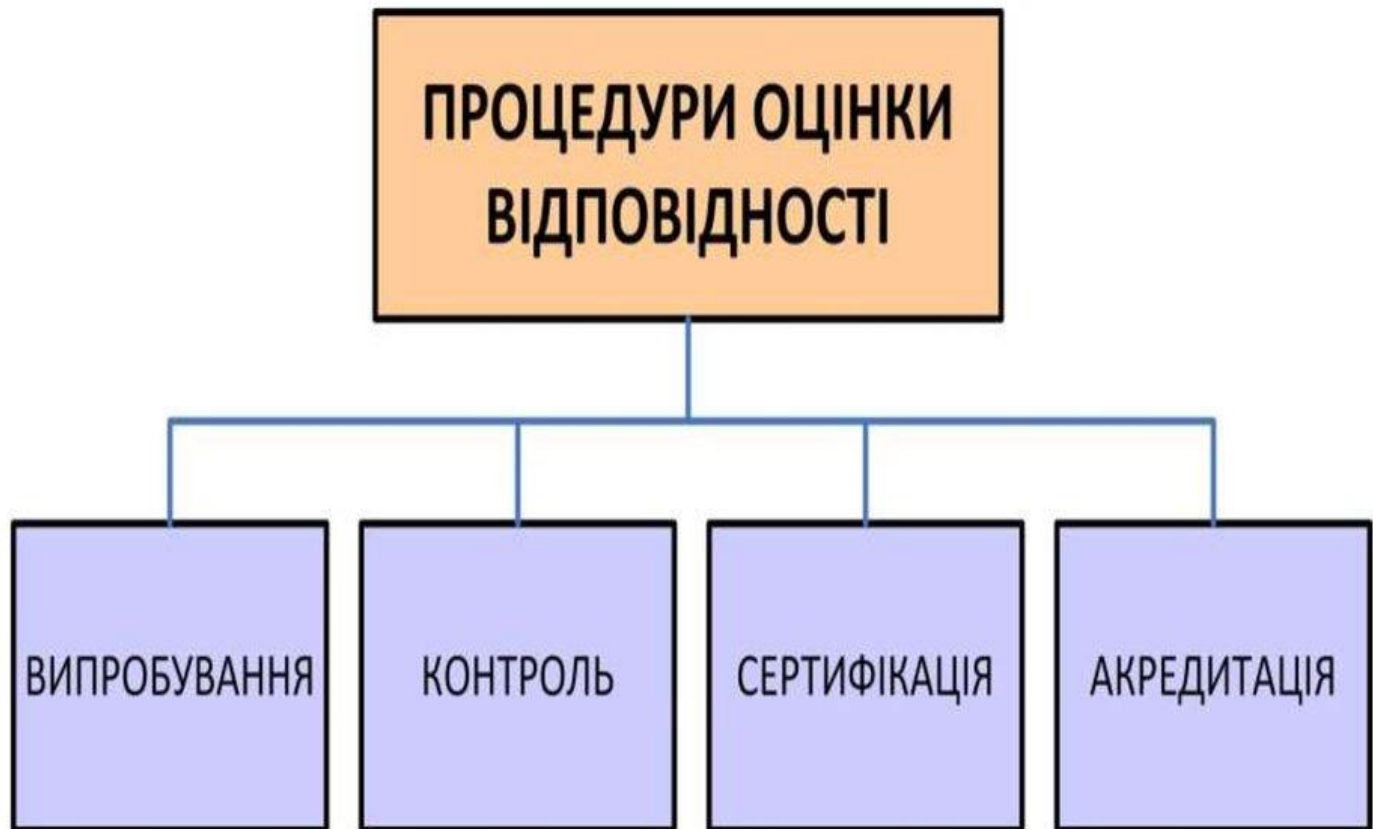 ПРОЦЕДУРИ ОЦІНКИ
ВІДПОВІДНОСТІ
ВИПРОБУВАННЯ
КОНТРОЛЬ
СЕРТИФІКАЦІЯ
АКРЕДИТАЦІЯ